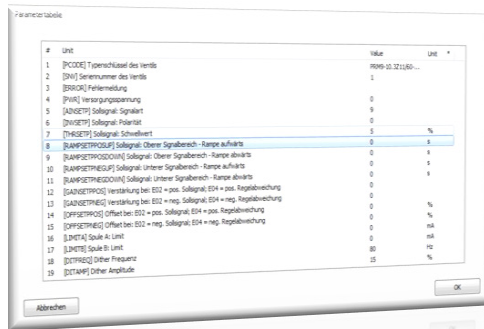 Parametertabelle
# Unit Value Unit
1 [PCODE] Typenschlüssel des Ventils PRM9-10.3Z11/60-...
2 [SNV] Seriennummer des Ventils 1
3 [ERROR] Fehlermeldung
4 [PWR] Versorgungsspannung 0
5 [AINSETP] Sollsignal: Signalart 9
6 [INVSETP] Sollsignal: Polarität 0
7 [THRSETP] Sollsignal: Schwellwert 5 %
8 [RAMPSETPPOSUP] Sollsignal: Oberer Signalbereich - Rampe aufwärts 0 s
9 [RAMPSETPPOSDOWN] Sollsignal: Oberer Signalbereich - Rampe abwärts 0 s
10 [RAMPSETPNEGUP] Sollsignal: Unterer Signalbereich - Rampe aufwärts 0 s
11 [RAMPSETPNEGDOWN] Sollsignal: Unterer Signalbereich - Rampe abwärts 0 s
12 [GAINSETPPOS] Verstärkung bei: E02 = pos. Sollsignal; E04 = pos. Regelabweichung 0
13 [GAINSETPNEG] Verstärkung bei: E02 = neg. Sollsignal; E04 = neg. Regelabweichung 0 %
14 [OFFSETPPOS] Offset bei: E02 = pos. Sollsignal; E04 = pos. Regelabweichung 0 %
15 [OFFSETPNEG] Offset bei: E02 = neg. Sollsignal; E04 = neg. Regelabweichung 0 mA
16 [LIMITA] Spule A: Limit 0 mA
17 [LIMITB] Spule B: Limit 80 Hz
18 [DITFREQ] Dither Frequenz 15 %
19 [DITAMP] Dither Amplitude
OK
Abbrechen